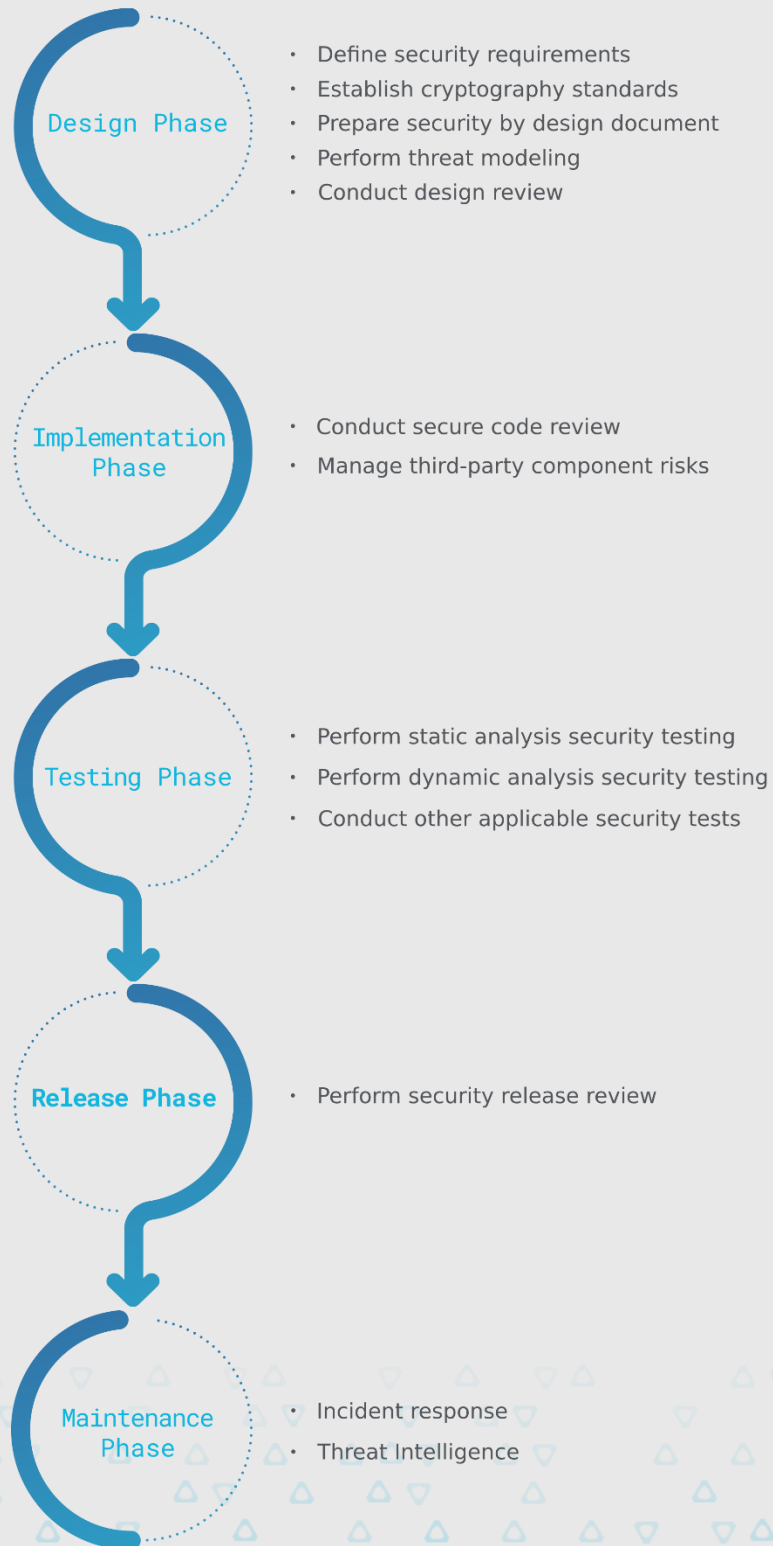 Design Phase
· Define security requirements
· Establish cryptography standards
· Prepare security by design document
· Perform threat modeling
· Conduct design review
Implementation
Phase
· Conduct secure code review
· Manage third-party component risks
Testing Phase
· Perform static analysis security testing
· Perform dynamic analysis security testing
· Conduct other applicable security tests
Release Phase
· Perform security release review
Maintenance
Phase
· Incident response
· Threat Intelligence